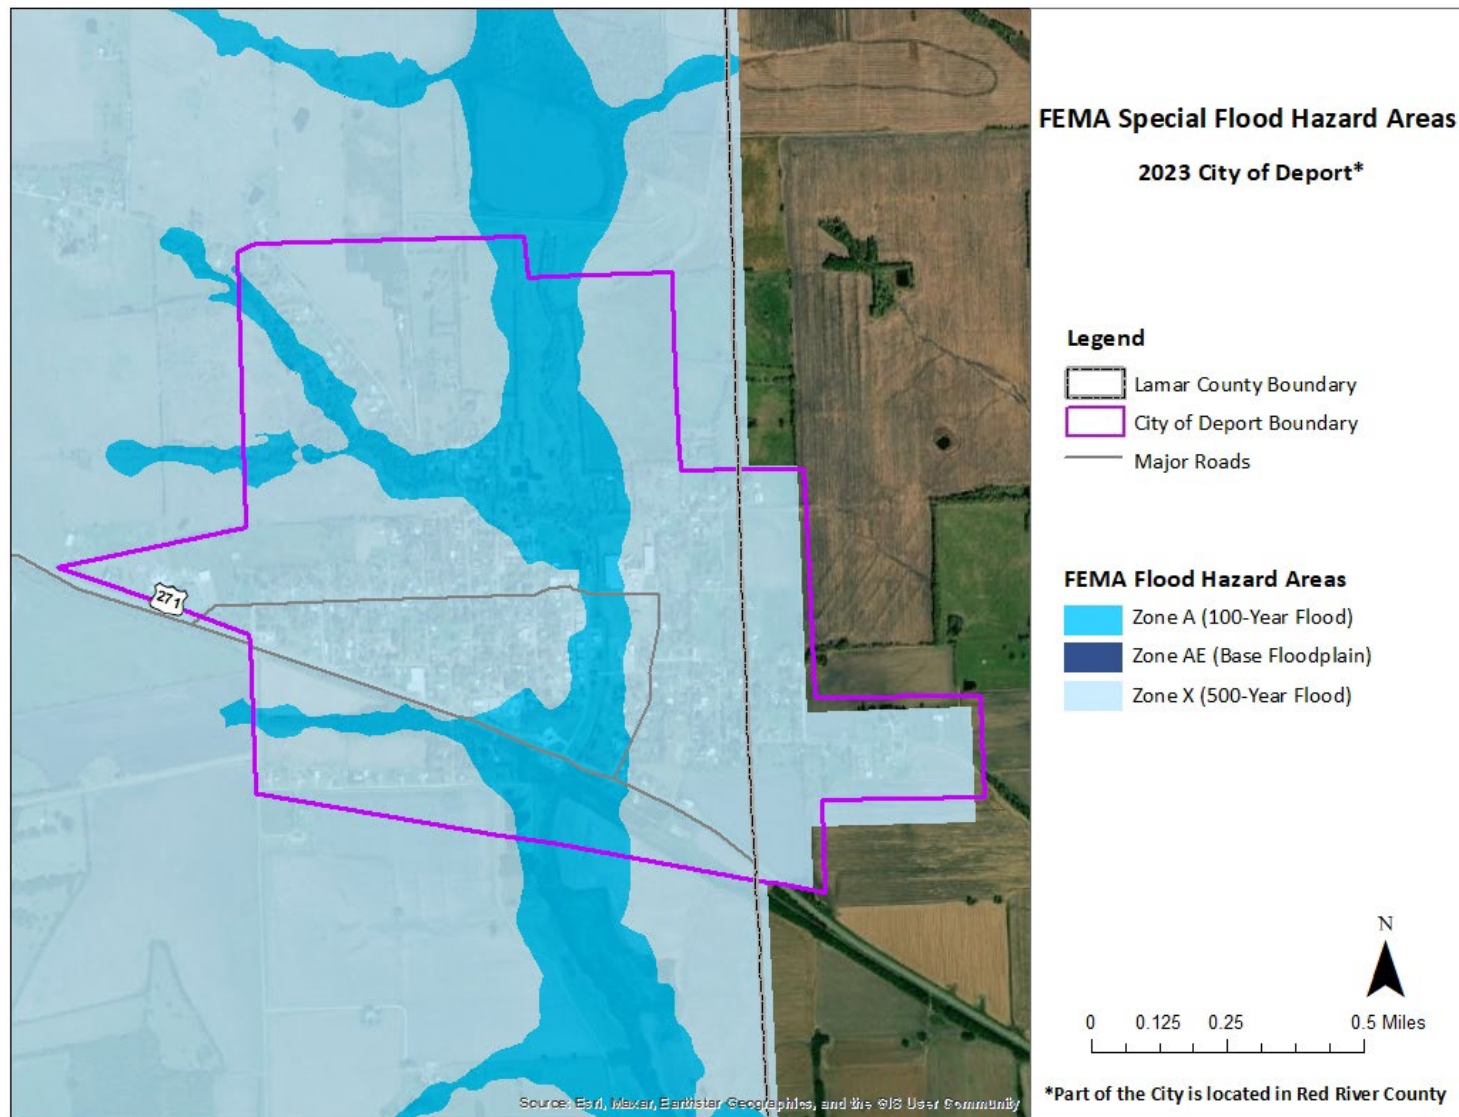 FEMA Special Flood Hazard Areas
2023 City of Deport*
Legend
Lamar County Boundary
City of Deport Boundary
Major Roads
271
FEMA Flood Hazard Areas
Zone A (100-Year Flood)
Zone AE (Base Floodplain)
Zone X (500-Year Flood)
N
0 0.125 0.25 0.5 Miles
*Part of the City is located in Red River County
Source: Esri, Maxar, Earthstar Geographics, and the GIS User Community